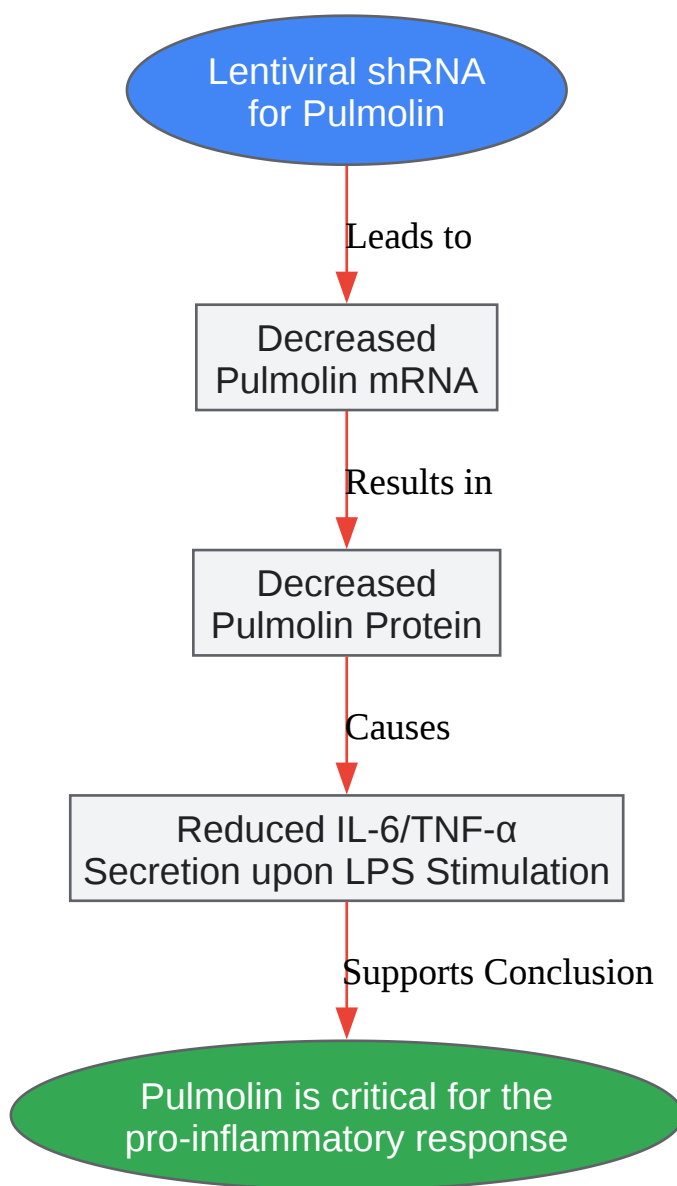 Lentiviral shRNA
for Pulmolin
Leads to
Decreased
Pulmolin mRNA
Results in
Decreased
Pulmolin Protein
Causes
Reduced IL-6/TNF-α
Secretion upon LPS Stimulation
Supports Conclusion
Pulmolin is critical for the
pro-inflammatory response